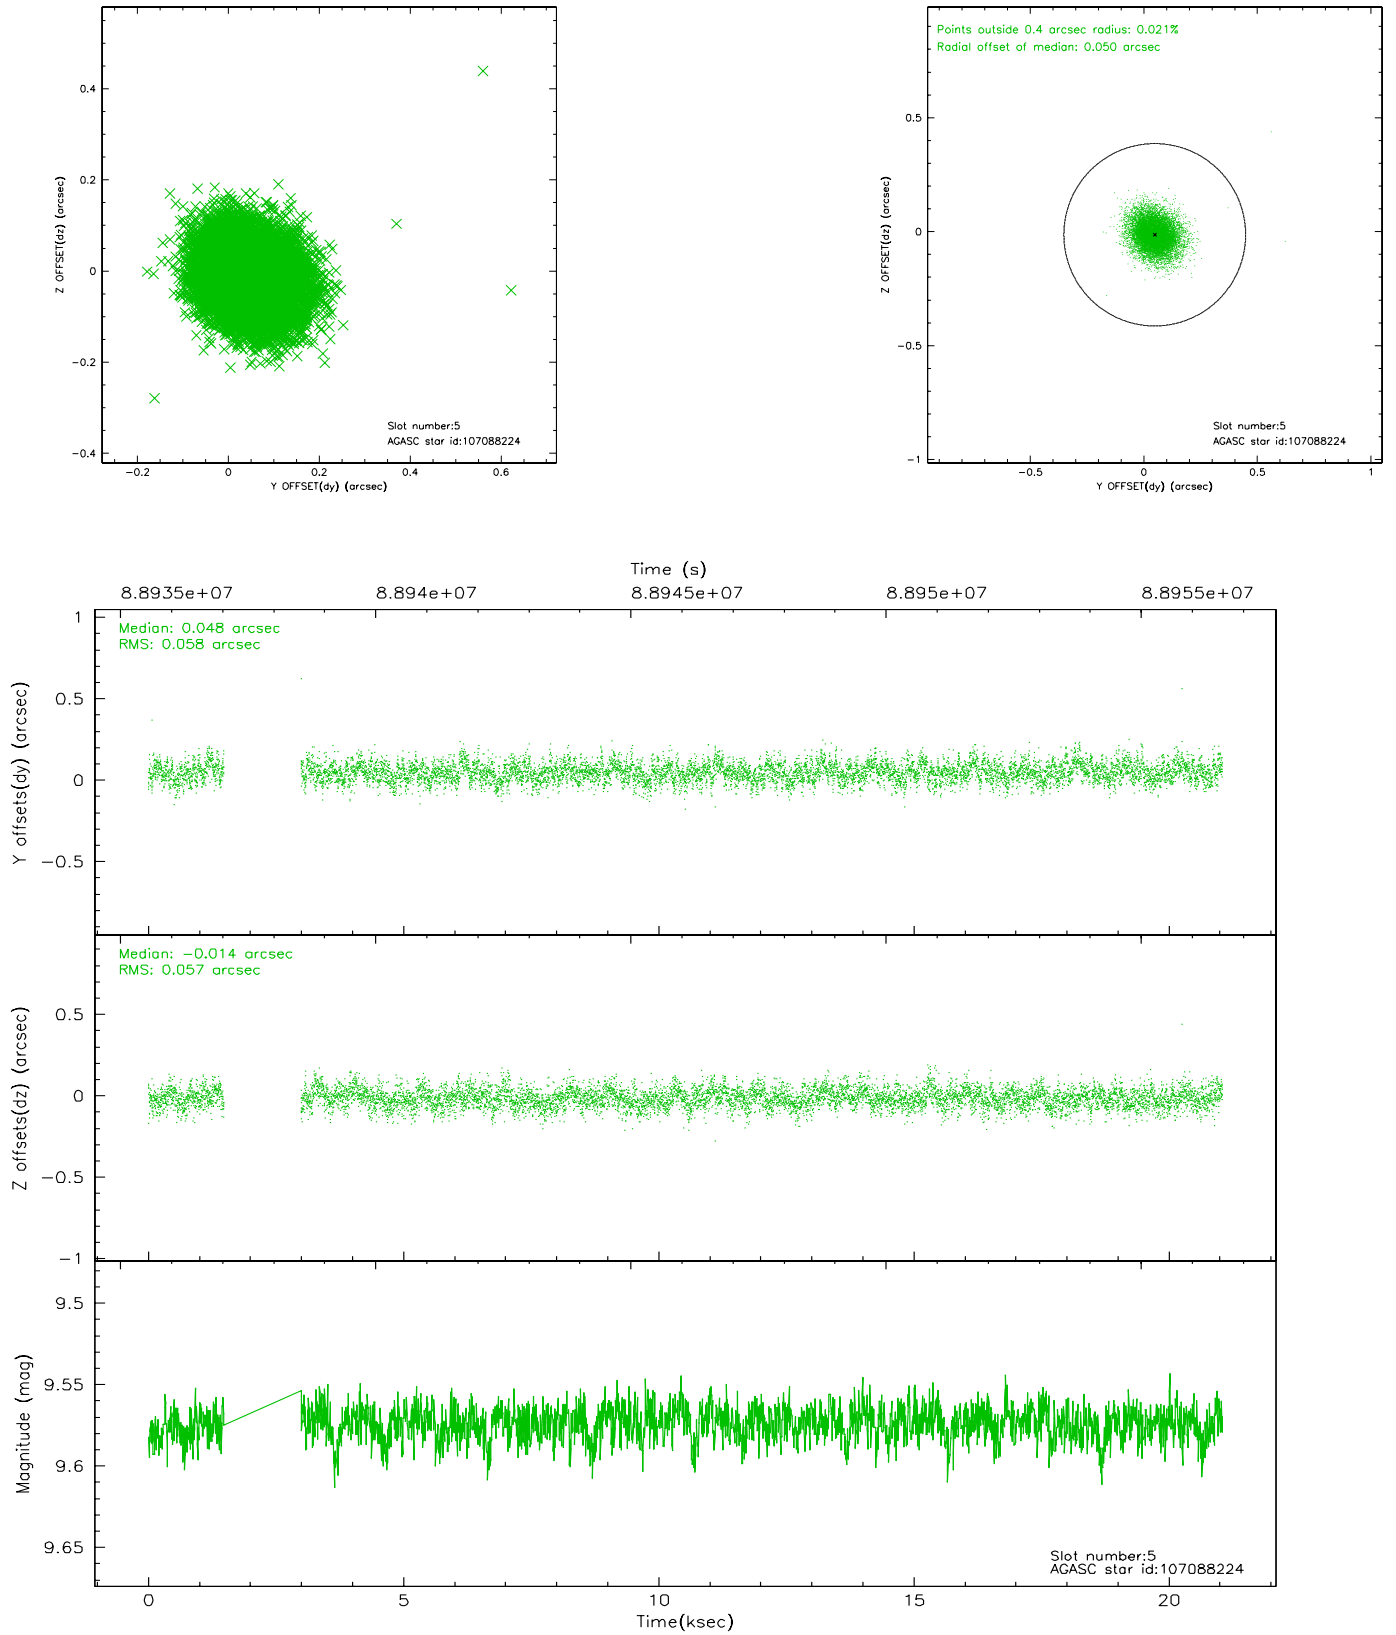 0.4
0.2
0
−0.2
−0.4
Z OFFSET(dz) (arcsec)
Slot number:5
AGASC star id:107088224
−0.2 0 0.2 0.4 0.6
Y OFFSET(dy) (arcsec)
Points outside 0.4 arcsec radius: 0.021%
Radial offset of median: 0.050 arcsec
0.5
0
−0.5
−1
Z OFFSET(dz) (arcsec)
Slot number:5
AGASC star id:107088224
−0.5 0 0.5 1
Y OFFSET(dy) (arcsec)
Time (s)
8.8935e+07 8.894e+07 8.8945e+07 8.895e+07 8.8955e+07
Median: 0.048 arcsec
RMS: 0.058 arcsec
1
0.5
0
−0.5
Y offsets(dy) (arcsec)
Median: −0.014 arcsec
RMS: 0.057 arcsec
0.5
0
−0.5
−1
Z offsets(dz) (arcsec)
9.5
9.55
9.6
9.65
Magnitude (mag)
Slot number:5
AGASC star id:107088224
0 5 10 15 20
Time(ksec)